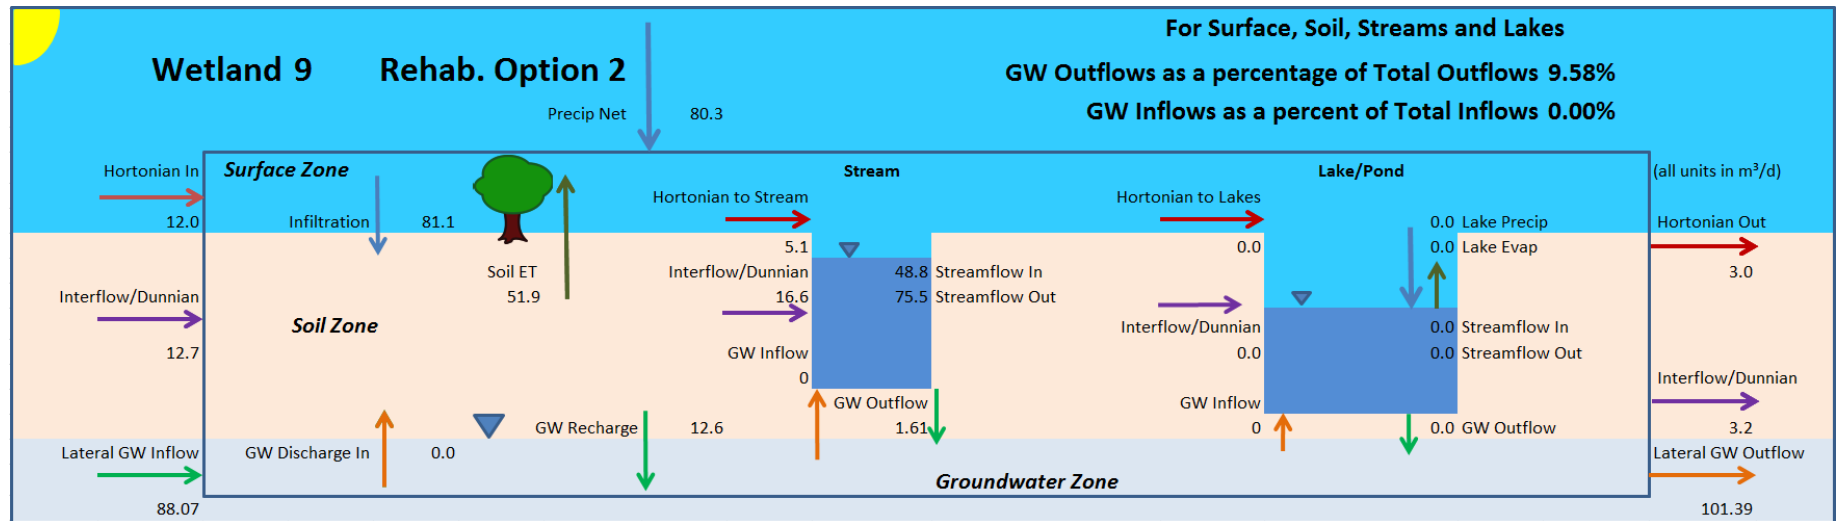 For Surface, Soil, Streams and Lakes
Wetland 9 Rehab. Option 2
GW Outflows as a percentage of Total Outflows 9.58%
Precip Net 80.3
GW Inflows as a percent of Total Inflows 0.00%
Hortonian In
Surface Zone
Stream
Lake/Pond
(all units in m³/d)
Hortonian to Stream
Hortonian to Lakes
12.0
Infiltration 81.1
0.0 Lake Precip
Hortonian Out
5.1
0.0
0.0 Lake Evap
Soil ET
Interflow/Dunnian
48.8 Streamflow In
3.0
Interflow/Dunnian
51.9
16.6
75.5 Streamflow Out
Soil Zone
Interflow/Dunnian
0.0 Streamflow In
12.7
GW Inflow
0.0
0.0 Streamflow Out
0
Interflow/Dunnian
GW Outflow
GW Inflow
GW Recharge 12.6
1.61
0
0.0 GW Outflow
3.2
Lateral GW Inflow
GW Discharge In 0.0
Lateral GW Outflow
Groundwater Zone
88.07
101.39